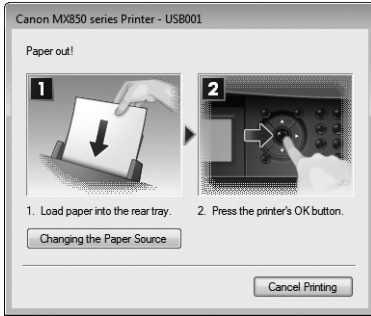 Canon MX850 series Printer - USB001
Paper out!
1
2
1. Load paper into the rear tray.
2. Press the printer's OK button.
Changing the Paper Source
Cancel Printing